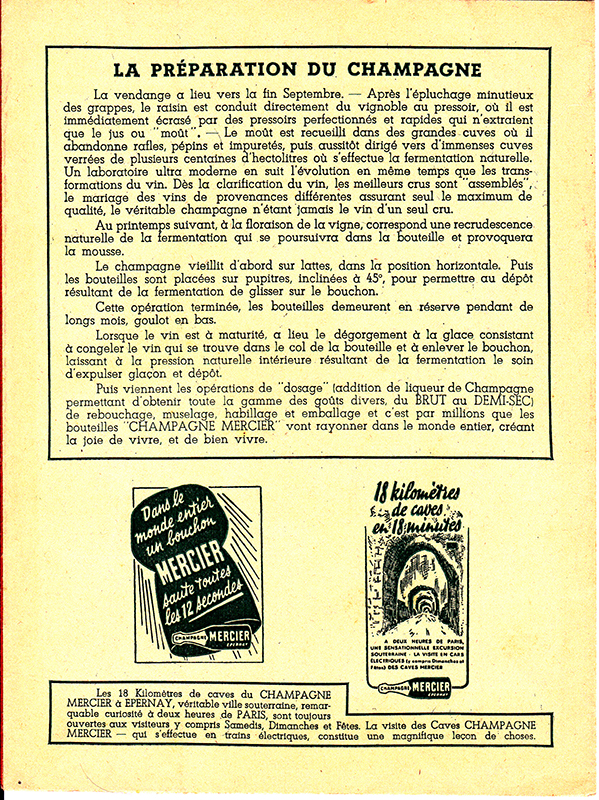 LA PRÉPARATION DU CHAMPAGNE
La vendange a lieu vers la fin Septembre. — Après l'épluchage minutieux
des grappes, le raisin est conduit directement du vignoble au pressoir, où il est
immédiatement écrasé par des pressoirs perfectionnés et rapides qui n'extraient
que le jus ou "moût". — Le moût est recueilli dans des grandes cuves où il
abandonne rafles, pépins et impuretés, puis aussitôt dirigé vers d'immenses cuves
verrées de plusieurs centaines d'hectolitres où s'effectue la fermentation naturelle.
Un laboratoire ultra moderne en suit l'évolution en même temps que les trans-
formations du vin. Dès la clarification du vin, les meilleurs crus sont "assemblés",
le mariage des vins de provenances différentes assurant seul le maximum de
qualité, le véritable champagne n'étant jamais le vin d'un seul cru.
Au printemps suivant, à la floraison de la vigne, correspond une recrudescence
naturelle de la fermentation qui se poursuivra dans la bouteille et provoquera
la mousse.
Le champagne vieillit d'abord sur lattes, dans la position horizontale. Puis
les bouteilles sont placées sur pupitres, inclinées à 45°, pour permettre au dépôt
résultant de la fermentation de glisser sur le bouchon.
Cette opération terminée, les bouteilles demeurent en réserve pendant de
longs mois, goulot en bas.
Lorsque le vin est à maturité, a lieu le dégorgement à la glace consistant
à congeler le vin qui se trouve dans le col de la bouteille et à enlever le bouchon,
laissant à la pression naturelle intérieure résultant de la fermentation le soin
d'expulser glaçon et dépôt.
Puis viennent les opérations de "dosage" (addition de liqueur de Champagne
permettant d'obtenir toute la gamme des goûts divers, du BRUT au DEMI-SEC)
de rebouchage, muselage, habillage et emballage et c'est par millions que les
bouteilles "CHAMPAGNE MERCIER" vont rayonner dans le monde entier, créant
la joie de vivre, et de bien vivre.
Dans le
monde entier
un bouchon
MERCIER
saute toutes
les 12 secondes
CHAMPAGNE MERCIER
EPERNAY
18 kilomètres
de caves
en 18 minutes
A DEUX HEURES DE PARIS,
UNE SENSATIONNELLE EXCURSION
SOUTERRAINE - LA VISITE EN CARS
ÉLECTRIQUES (y compris Dimanches et
Fêtes) DES CAVES MERCIER
CHAMPAGNE MERCIER
EPERNAY
Les 18 Kilomètres de caves du CHAMPAGNE
MERCIER à EPERNAY, véritable ville souterraine, remar-
quable curiosité à deux heures de PARIS, sont toujours
ouvertes aux visiteurs y compris Samedis, Dimanches et Fêtes. La visite des Caves CHAMPAGNE
MERCIER — qui s'effectue en trains électriques, constitue une magnifique leçon de choses.